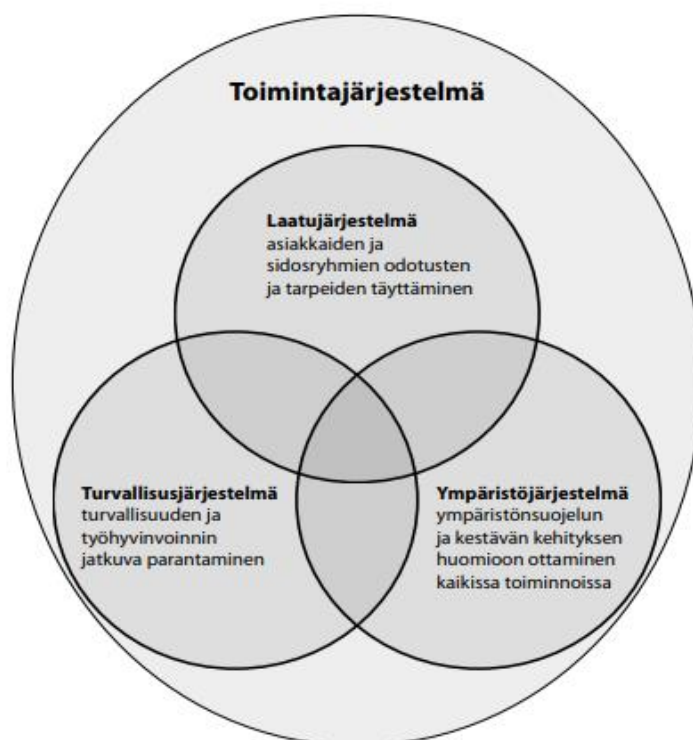 Toimintajärjestelmä
Laatujärjestelmä
asiakkaiden ja
sidosryhmien odotusten
ja tarpeiden täyttäminen
Turvallisusjärjestelmä
turvallisuuden ja
työhyvinvoinnin
jatkuva parantaminen
Ympäristöjärjestelmä
ympäristönsuojelun
ja kestävän kehityksen
huomioon ottaminen
kaikissa toiminnoissa